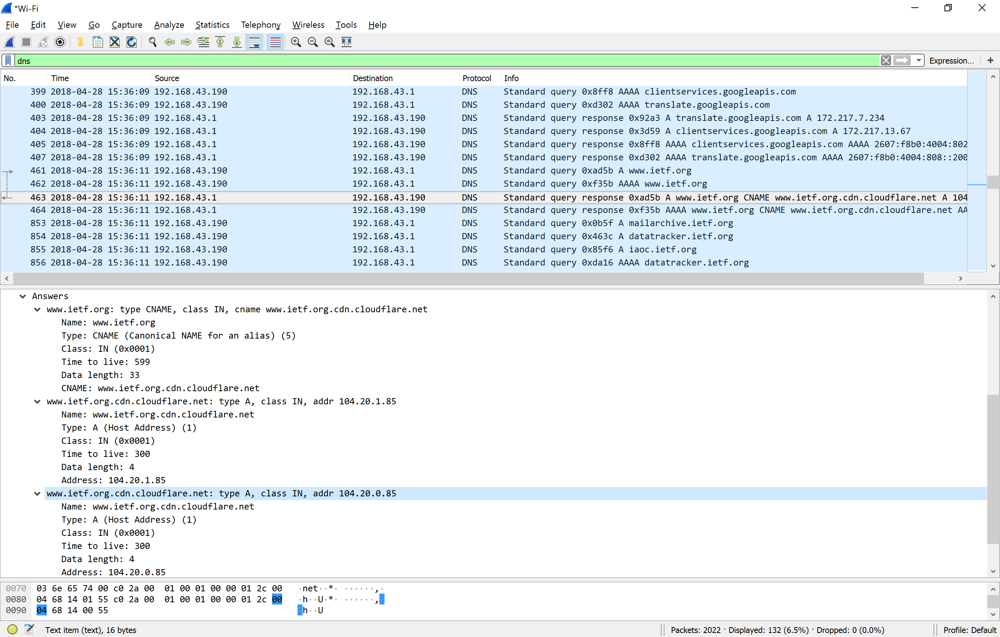 *Wi-Fi
File Edit View Go Capture Analyze Statistics Telephony Wireless Tools Help
dns Expression... +
No. Time Source Destination Protocol Info
399 2018-04-28 15:36:09 192.168.43.190 192.168.43.1 DNS Standard query 0x8ff8 AAAA clientservices.googleapis.com
400 2018-04-28 15:36:09 192.168.43.190 192.168.43.1 DNS Standard query 0xd302 AAAA translate.googleapis.com
403 2018-04-28 15:36:09 192.168.43.1 192.168.43.190 DNS Standard query response 0x92a3 A translate.googleapis.com A 172.217.7.234
404 2018-04-28 15:36:09 192.168.43.1 192.168.43.190 DNS Standard query response 0x3d59 A clientservices.googleapis.com A 172.217.13.67
405 2018-04-28 15:36:09 192.168.43.1 192.168.43.190 DNS Standard query response 0x8ff8 AAAA clientservices.googleapis.com AAAA 2607:f8b0:4004:802
407 2018-04-28 15:36:09 192.168.43.1 192.168.43.190 DNS Standard query response 0xd302 AAAA translate.googleapis.com AAAA 2607:f8b0:4004:808::200
461 2018-04-28 15:36:11 192.168.43.190 192.168.43.1 DNS Standard query 0xad5b A www.ietf.org
462 2018-04-28 15:36:11 192.168.43.190 192.168.43.1 DNS Standard query 0xf35b AAAA www.ietf.org
463 2018-04-28 15:36:11 192.168.43.1 192.168.43.190 DNS Standard query response 0xad5b A www.ietf.org CNAME www.ietf.org.cdn.cloudflare.net A 104
464 2018-04-28 15:36:11 192.168.43.1 192.168.43.190 DNS Standard query response 0xf35b AAAA www.ietf.org CNAME www.ietf.org.cdn.cloudflare.net AA
853 2018-04-28 15:36:11 192.168.43.190 192.168.43.1 DNS Standard query 0x0b5f A mailarchive.ietf.org
854 2018-04-28 15:36:11 192.168.43.190 192.168.43.1 DNS Standard query 0x463c A datatracker.ietf.org
855 2018-04-28 15:36:11 192.168.43.190 192.168.43.1 DNS Standard query 0x85f6 A iaoc.ietf.org
856 2018-04-28 15:36:11 192.168.43.190 192.168.43.1 DNS Standard query 0xda16 AAAA datatracker.ietf.org
Answers
www.ietf.org: type CNAME, class IN, cname www.ietf.org.cdn.cloudflare.net
Name: www.ietf.org
Type: CNAME (Canonical NAME for an alias) (5)
Class: IN (0x0001)
Time to live: 599
Data length: 33
CNAME: www.ietf.org.cdn.cloudflare.net
www.ietf.org.cdn.cloudflare.net: type A, class IN, addr 104.20.1.85
Name: www.ietf.org.cdn.cloudflare.net
Type: A (Host Address) (1)
Class: IN (0x0001)
Time to live: 300
Data length: 4
Address: 104.20.1.85
www.ietf.org.cdn.cloudflare.net: type A, class IN, addr 104.20.0.85
Name: www.ietf.org.cdn.cloudflare.net
Type: A (Host Address) (1)
Class: IN (0x0001)
Time to live: 300
Data length: 4
Address: 104.20.0.85
0070 03 6e 65 74 00 c0 2a 00 01 00 01 00 00 01 2c 00 ·net··*· ······,·
0080 04 68 14 01 55 c0 2a 00 01 00 01 00 00 01 2c 00 ·h··U·*· ······,·
0090 04 68 14 00 55 ·h··U
Text item (text), 16 bytes Packets: 2022 · Displayed: 132 (6.5%) · Dropped: 0 (0.0%) Profile: Default